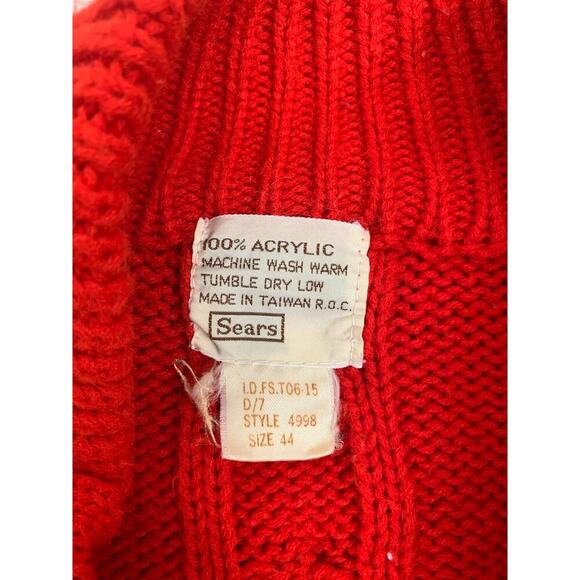 100% ACRYLIC
MACHINE WASH WARM
TUMBLE DRY LOW
MADE IN TAIWAN R.O.C.
Sears
I.D.FS.T06-15
D/7
STYLE 4998
SIZE 44